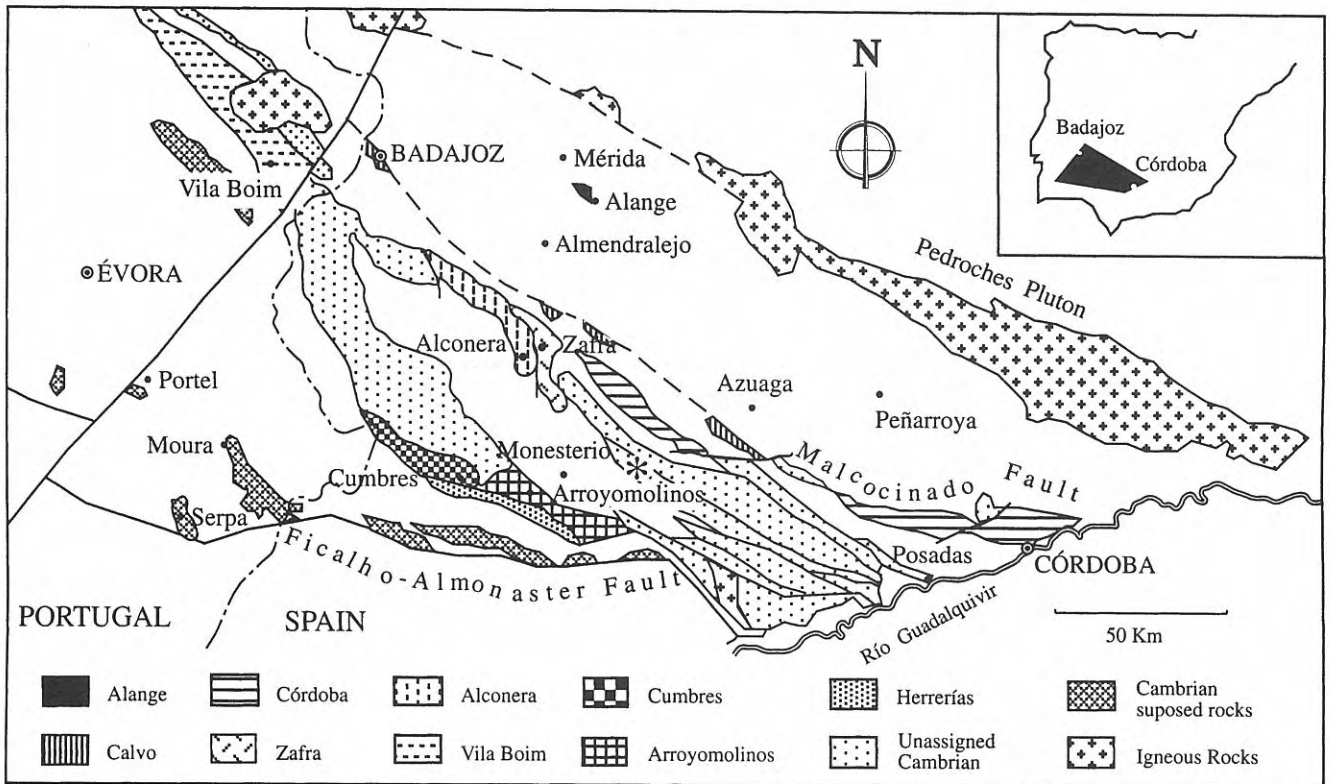 N
Badajoz
Córdoba
BADAJOZ
Mérida
Vila Boim
Alange
Almendralejo
ÉVORA
Pedroches Pluton
Alconera
Zafra
Portel
Azuaga
Peñarroya
Moura
Monesterio
Malcocinado Fault
Cumbres
Arroyomolinos
Serpa
Posadas
CÓRDOBA
Ficalho-Almonaster Fault
PORTUGAL
SPAIN
Río Guadalquivir
50 Km
Alange
Córdoba
Alconera
Cumbres
Herrerías
Cambrian
suposed rocks
Calvo
Zafra
Vila Boim
Arroyomolinos
Unassigned
Cambrian
Igneous Rocks